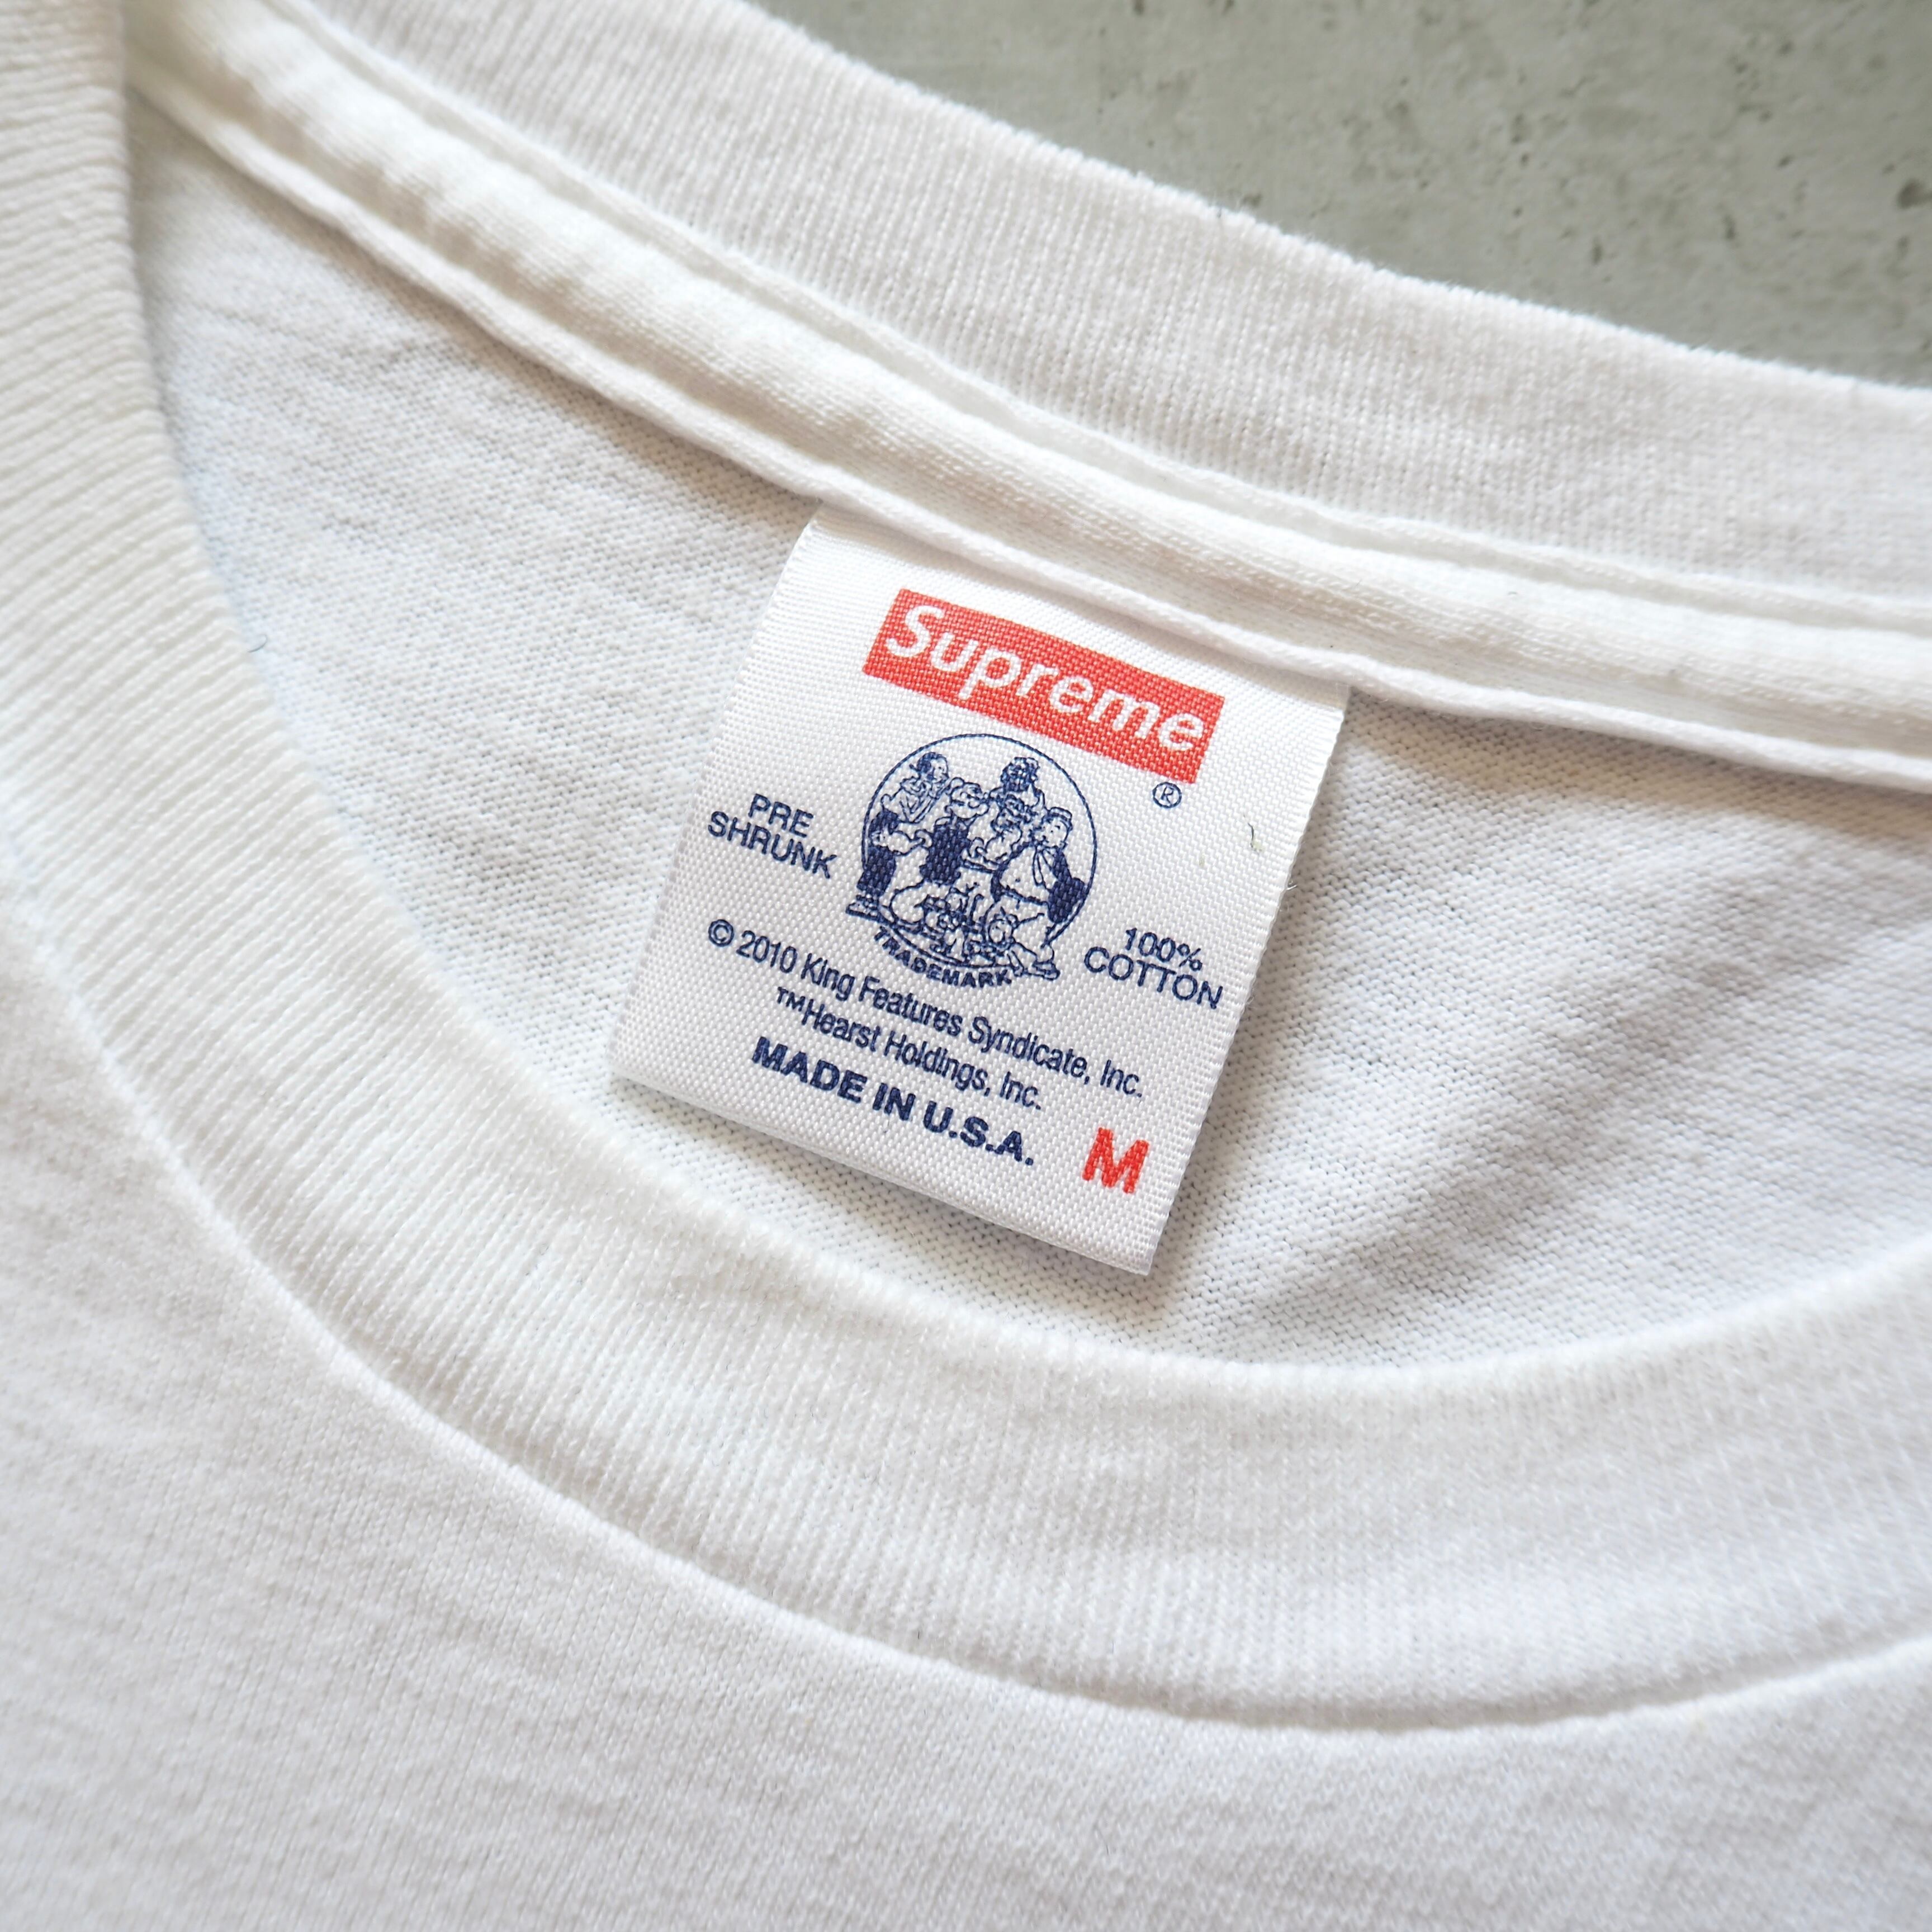 Supreme
®
PRE
SHRUNK
TRADEMARK
100%
COTTON
© 2010 King Features Syndicate, Inc.
™Hearst Holdings, Inc.
MADE IN U.S.A.
M